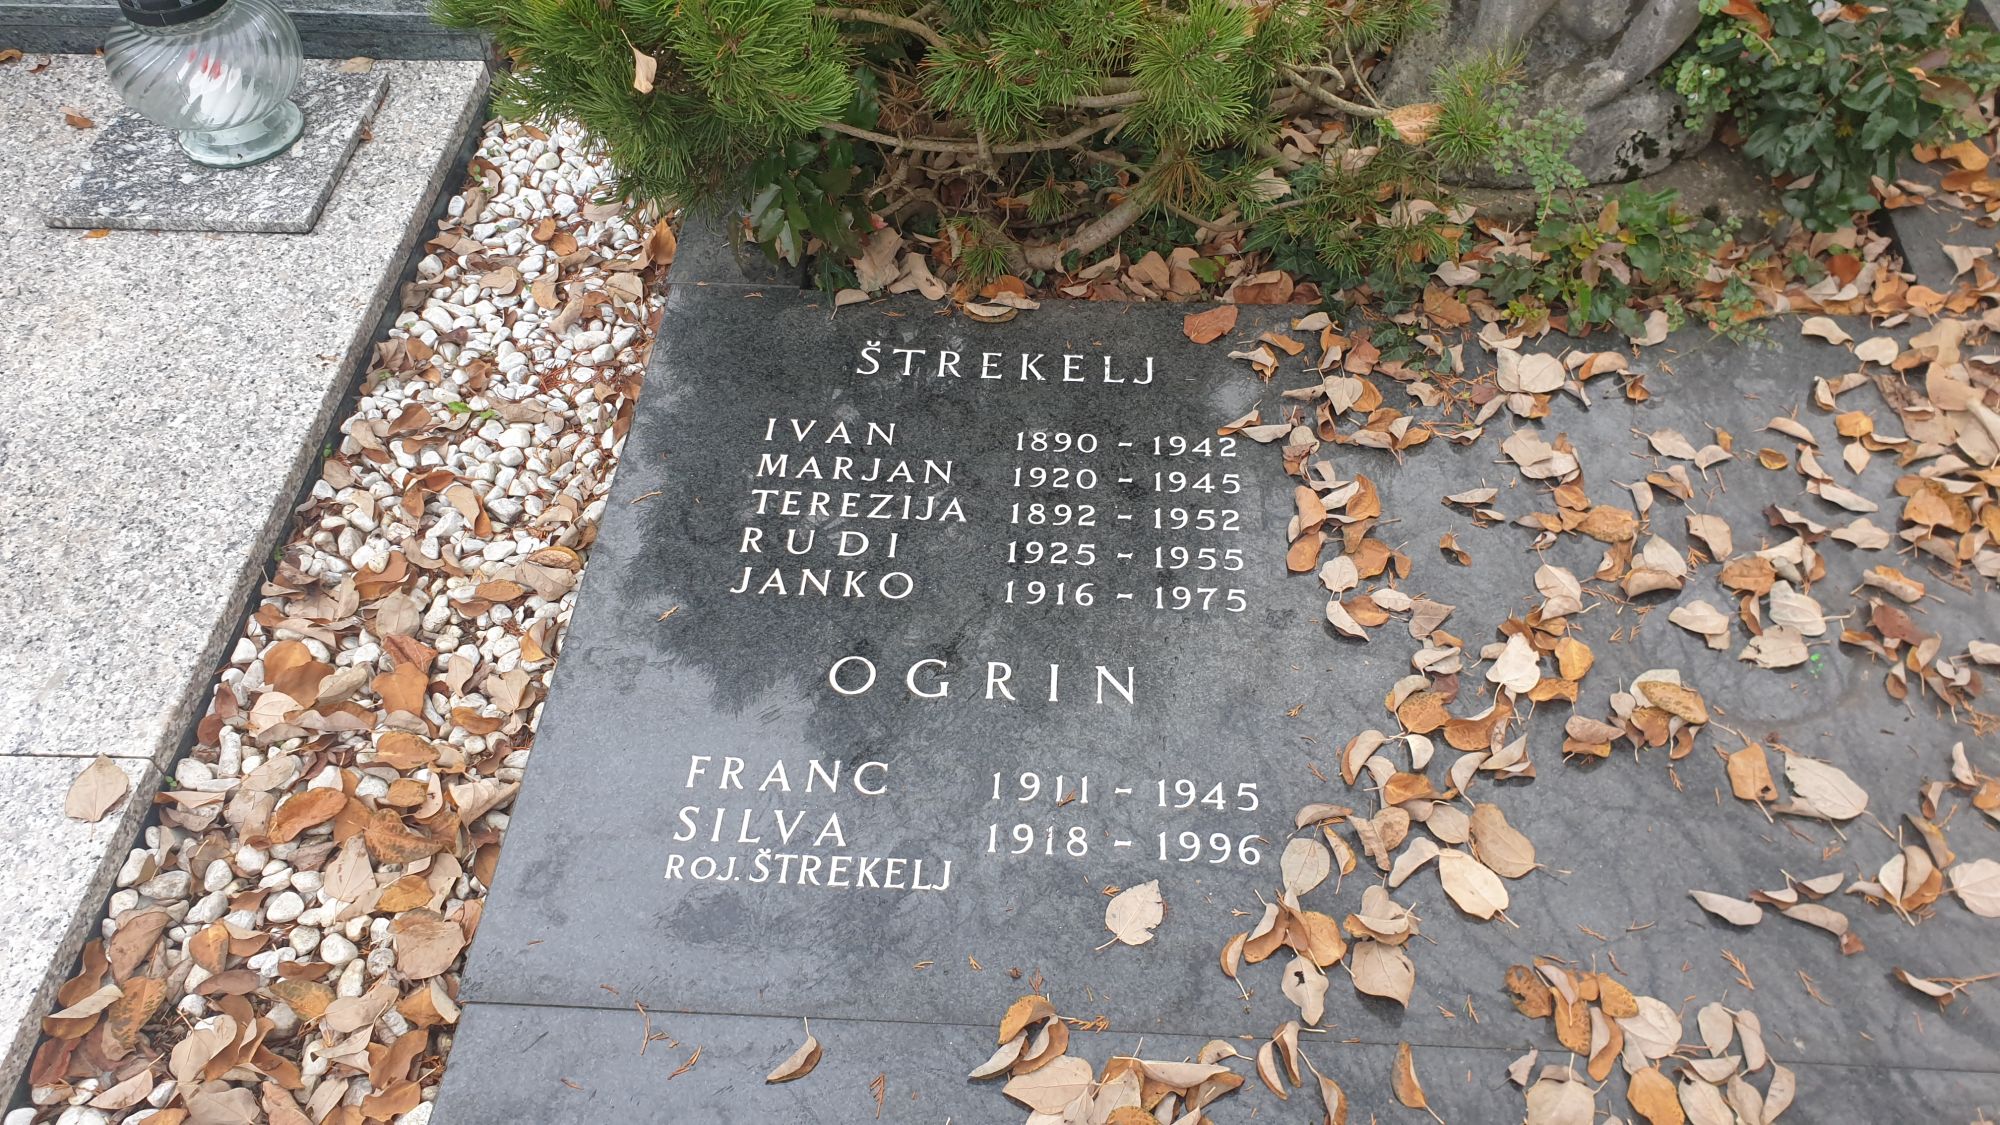 ŠTREKELJ
IVAN 1890 - 1942
MARJAN 1920 - 1945
TEREZIJA 1892 - 1952
RUDI 1925 - 1955
JANKO 1916 - 1975
OGRIN
FRANC 1911 - 1945
SILVA 1918 - 1996
ROJ. ŠTREKELJ